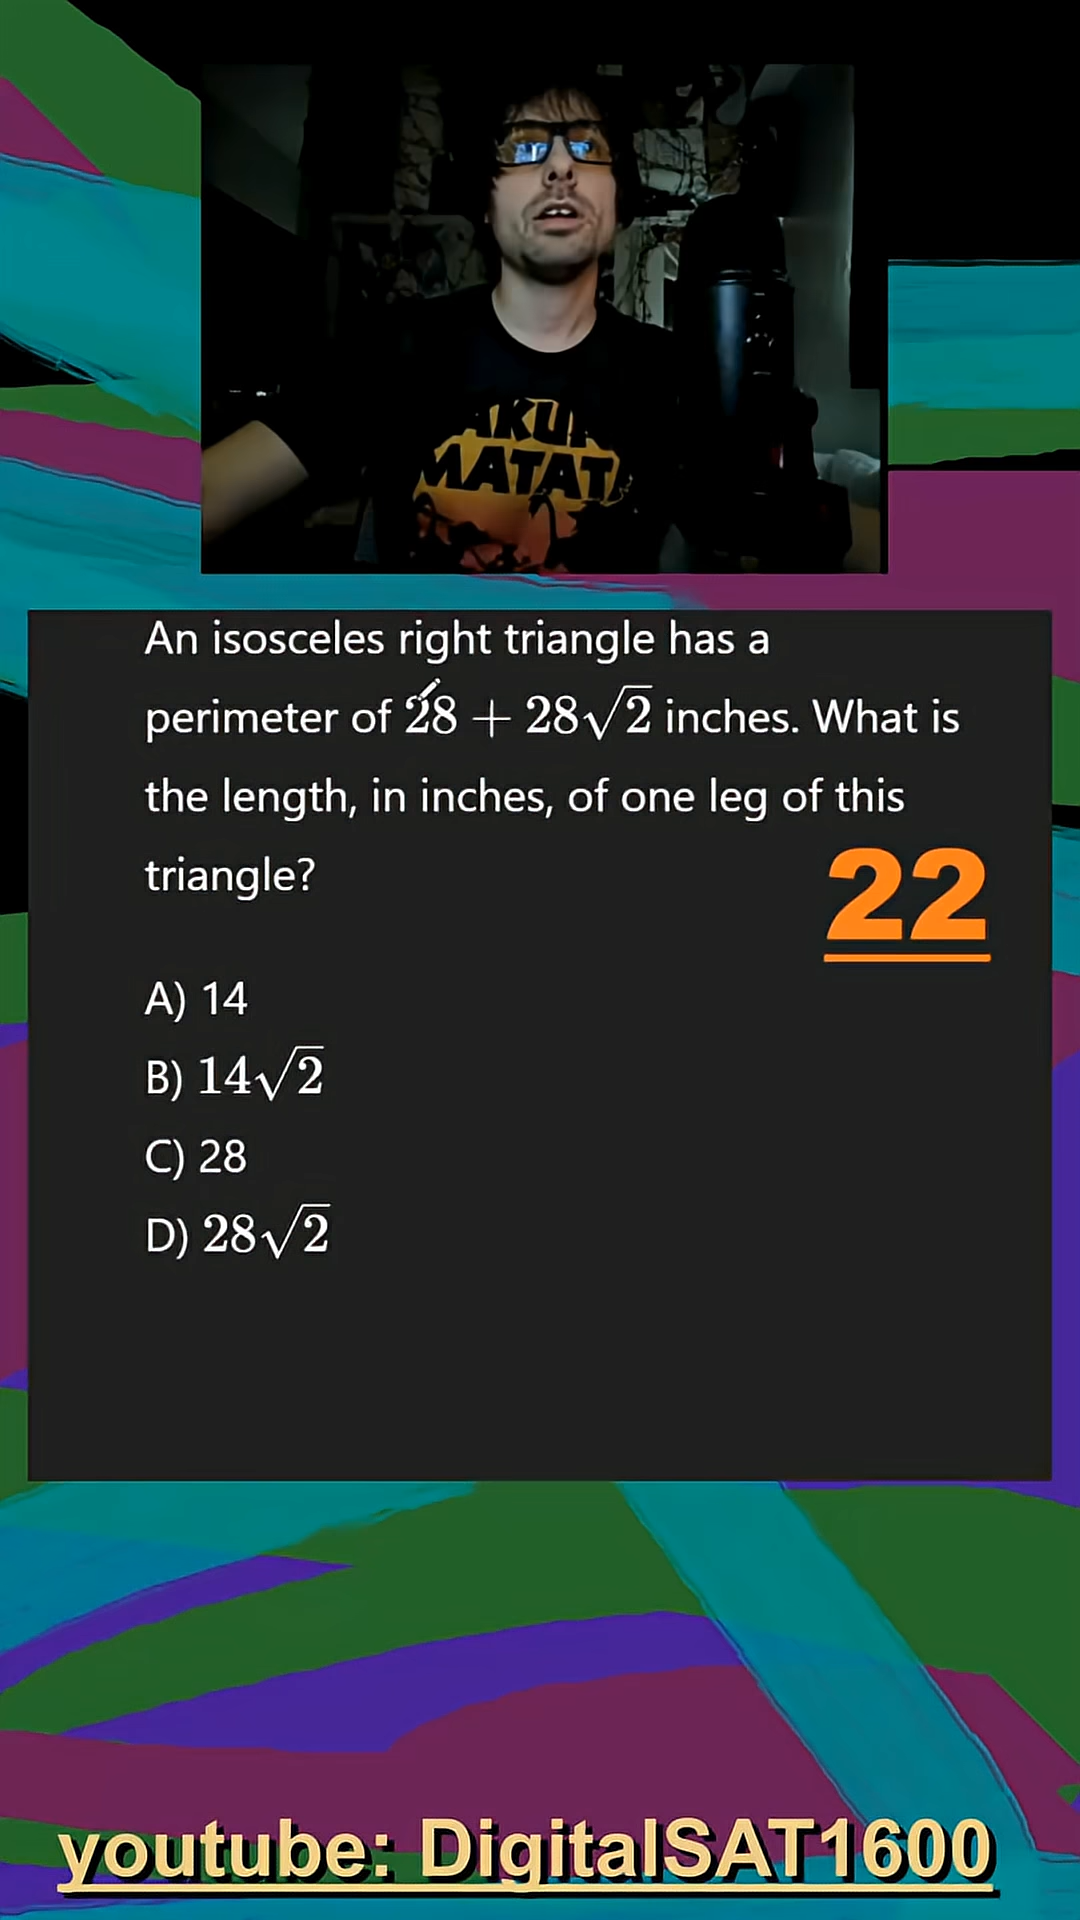 MATAT
An isosceles right triangle has a
perimeter of 28 + 28√2 inches. What is
the length, in inches, of one leg of this
triangle?
22
A) 14
B) 14√2
C) 28
D) 28√2
youtube: DigitalSAT1600